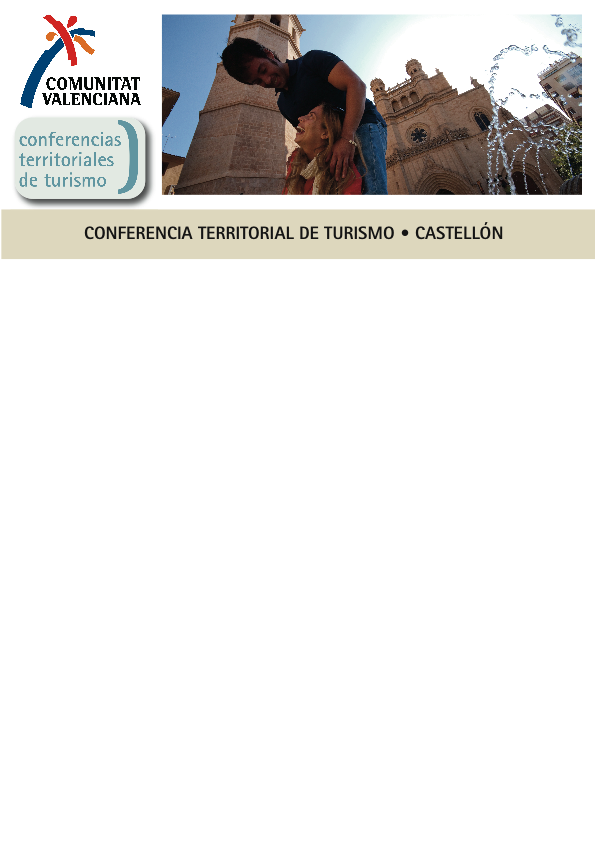 COMUNITAT
VALENCIANA
conferencias
territoriales
de turismo
CONFERENCIA TERRITORIAL DE TURISMO • CASTELLÓN